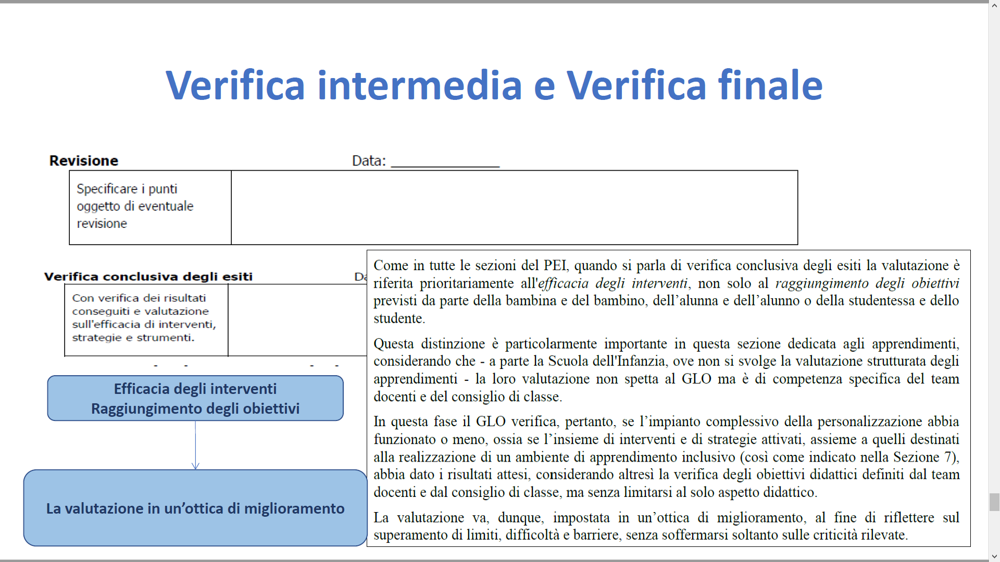 Verifica intermedia e Verifica finale
Revisione
Data: _______________
Specificare i punti
oggetto di eventuale
revisione
Verifica conclusiva degli esiti
Con verifica dei risultati
conseguiti e valutazione
sull'efficacia di interventi,
strategie e strumenti.
Efficacia degli interventi
Raggiungimento degli obiettivi
La valutazione in un’ottica di miglioramento
Come in tutte le sezioni del PEI, quando si parla di verifica conclusiva degli esiti la valutazione è
riferita prioritariamente all'efficacia degli interventi, non solo al raggiungimento degli obiettivi
previsti da parte della bambina e del bambino, dell’alunna e dell’alunno o della studentessa e dello
studente.
Questa distinzione è particolarmente importante in questa sezione dedicata agli apprendimenti,
considerando che - a parte la Scuola dell'Infanzia, ove non si svolge la valutazione strutturata degli
apprendimenti - la loro valutazione non spetta al GLO ma è di competenza specifica del team
docenti e del consiglio di classe.
In questa fase il GLO verifica, pertanto, se l’impianto complessivo della personalizzazione abbia
funzionato o meno, ossia se l’insieme di interventi e di strategie attivati, assieme a quelli destinati
alla realizzazione di un ambiente di apprendimento inclusivo (così come indicato nella Sezione 7),
abbia dato i risultati attesi, considerando altresì la verifica degli obiettivi didattici definiti dal team
docenti e dal consiglio di classe, ma senza limitarsi al solo aspetto didattico.
La valutazione va, dunque, impostata in un’ottica di miglioramento, al fine di riflettere sul
superamento di limiti, difficoltà e barriere, senza soffermarsi soltanto sulle criticità rilevate.